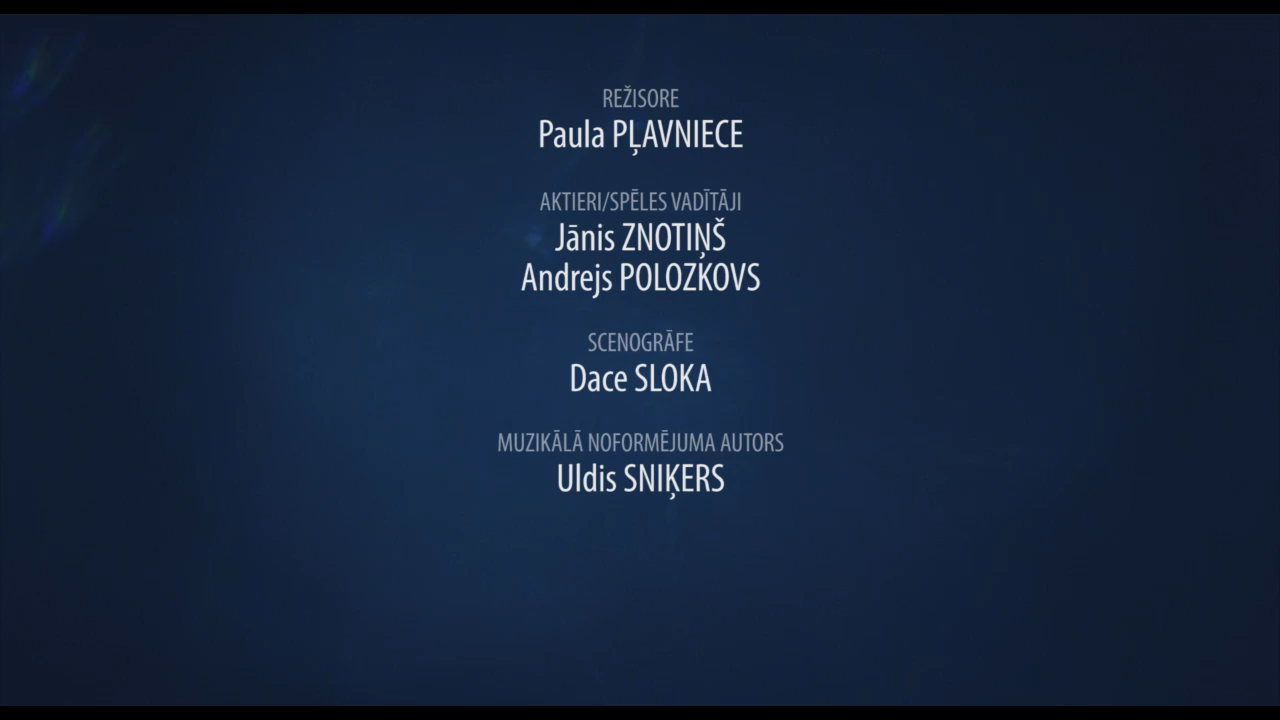 REŽISORE
Paula PĻAVNIECE
AKTIERI/SPĒLES VADĪTĀJI
Jānis ZNOTIŅŠ
Andrejs POLOZKOVS
SCENOGRĀFE
Dace SLOKA
MUZIKĀLĀ NOFORMĒJUMA AUTORS
Uldis SNIĶERS